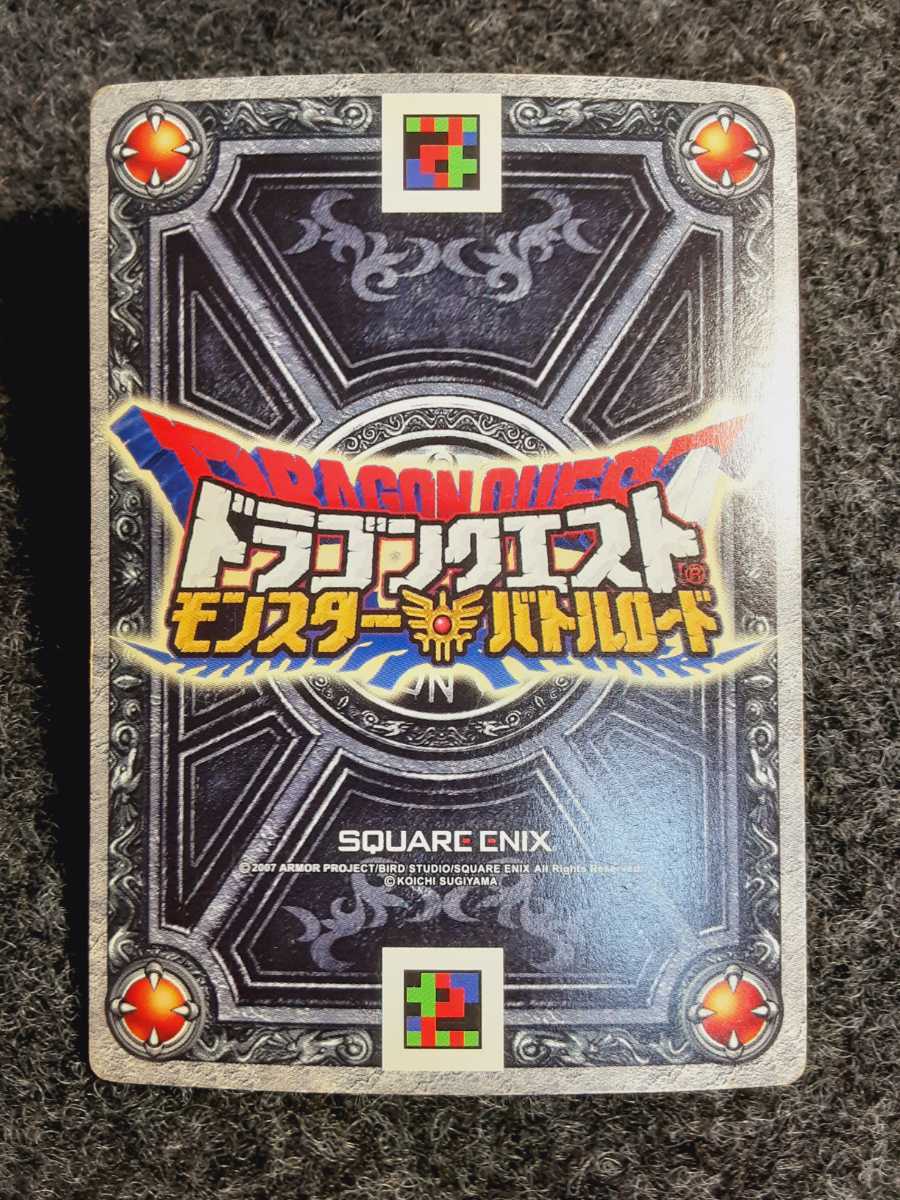 DRAGON QUEST
ドラゴンクエスト®
モンスターバトルロード
SQUARE ENIX
© 2007 ARMOR PROJECT/BIRD STUDIO/SQUARE ENIX All Rights Reserved.
© KOICHI SUGIYAMA